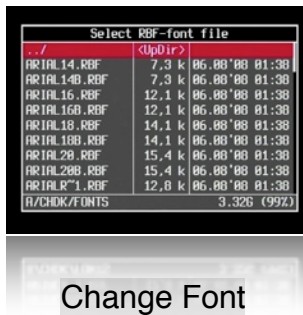 Select RBF-font file
../ <UpDir>
ARIAL14.RBF 7,3 k 06.08'08 01:38
ARIAL14B.RBF 7,3 k 06.08'08 01:38
ARIAL16.RBF 12,1 k 06.08'08 01:38
ARIAL16B.RBF 12,1 k 06.08'08 01:38
ARIAL18.RBF 14,1 k 06.08'08 01:38
ARIAL18B.RBF 14,1 k 06.08'08 01:38
ARIAL20.RBF 15,4 k 06.08'08 01:38
ARIAL20B.RBF 15,4 k 06.08'08 01:38
ARIALR~1.RBF 12,8 k 06.08'08 01:38
A/CHDK/FONTS 3.32G (99%)
Change Font